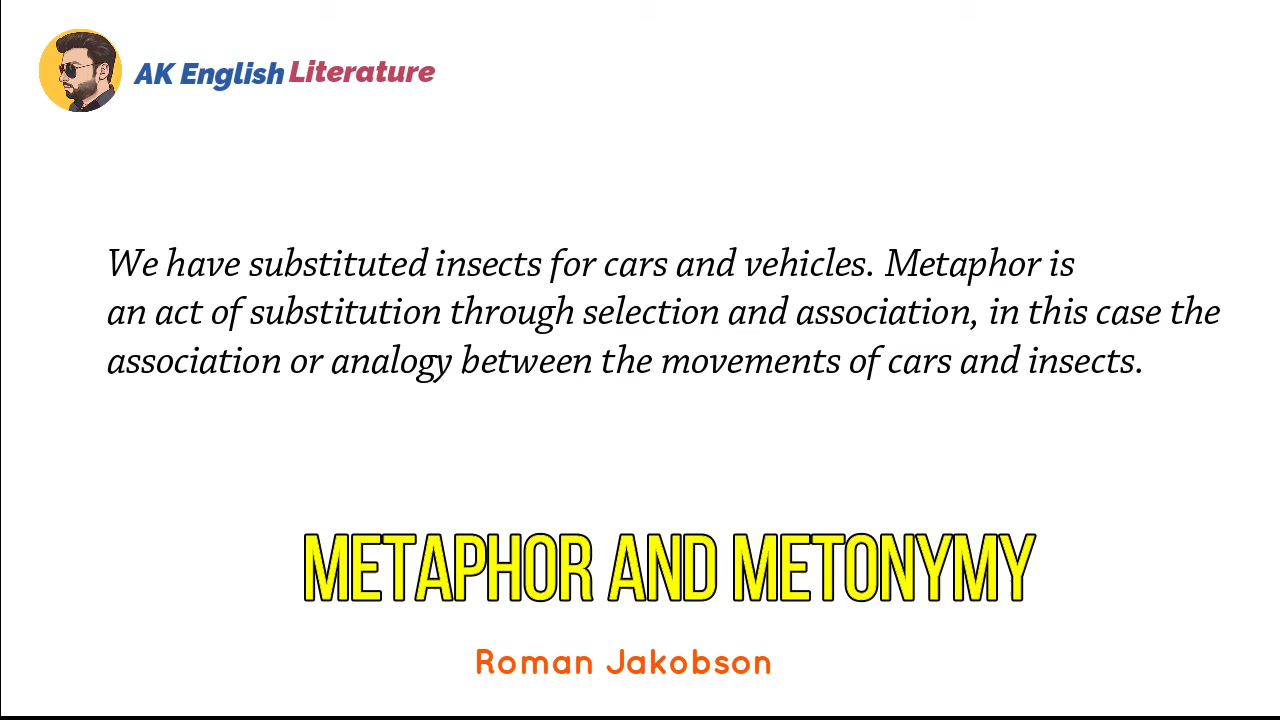 AK English Literature
We have substituted insects for cars and vehicles. Metaphor is
an act of substitution through selection and association, in this case the
association or analogy between the movements of cars and insects.
METAPHOR AND METONYMY
Roman Jakobson